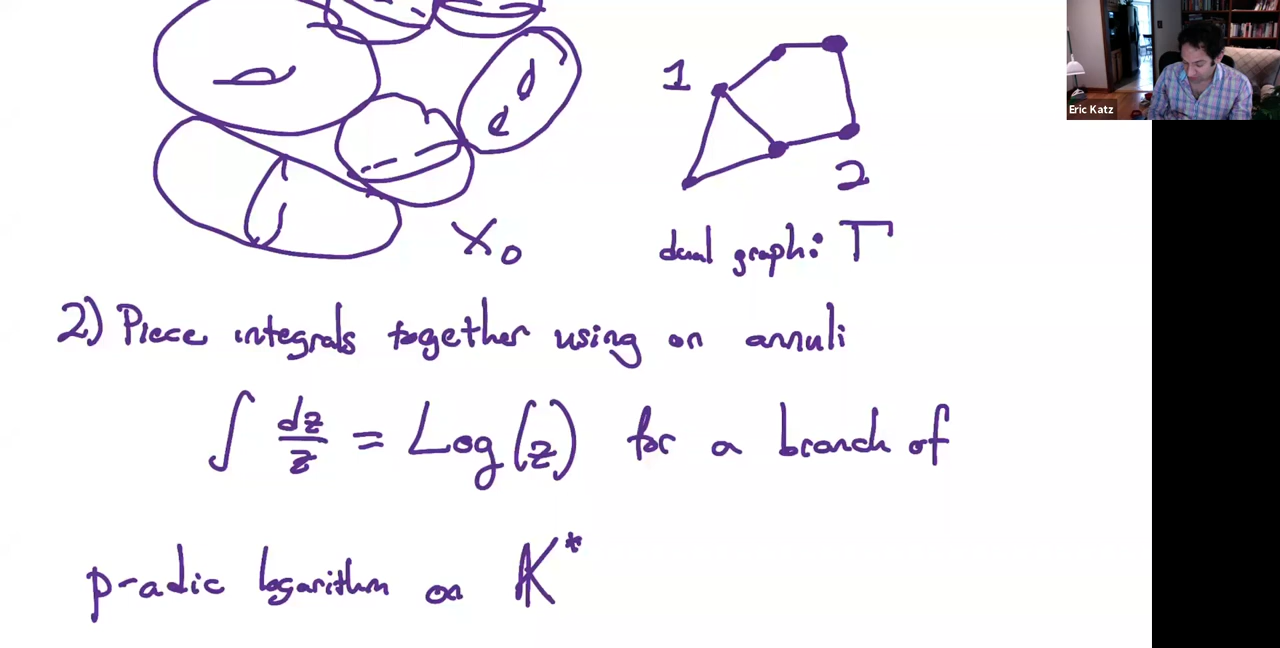 Eric Katz
1
2
X₀
dual graph: Γ
2) Piece integrals together using on annuli
∫ dz/z = Log(z) for a branch of
p-adic logarithm on 𝕂*